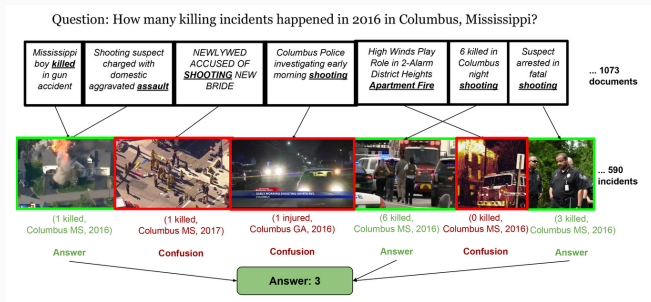 Question: How many killing incidents happened in 2016 in Columbus, Mississippi?
Mississippi
boy killed
in gun
accident
Shooting suspect
charged with
domestic
aggravated assault
NEWLYWED
ACCUSED OF
SHOOTING NEW
BRIDE
Columbus Police
investigating early
morning shooting
High Winds Play
Role in 2-Alarm
District Heights
Apartment Fire
6 killed in
Columbus
night
shooting
Suspect
arrested in
fatal
shooting
... 1073
documents
... 590
incidents
(1 killed,
Columbus MS, 2016)
(1 killed,
Columbus MS, 2017)
(1 injured,
Columbus GA, 2016)
(6 killed,
Columbus MS, 2016)
(0 killed,
Columbus MS, 2016)
(3 killed,
Columbus MS, 2016)
Answer
Confusion
Confusion
Answer
Confusion
Answer
Answer: 3